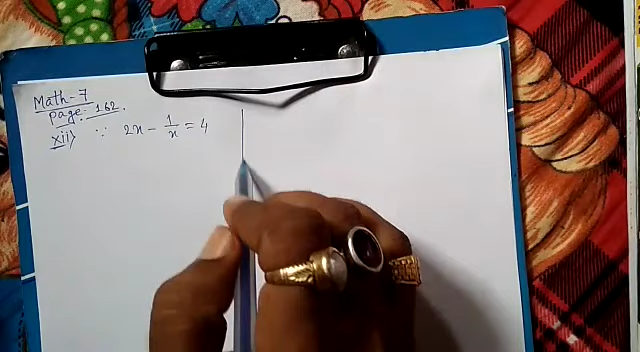 Math-7
page: 162.
xii) ∵ 2x - 1/x = 4